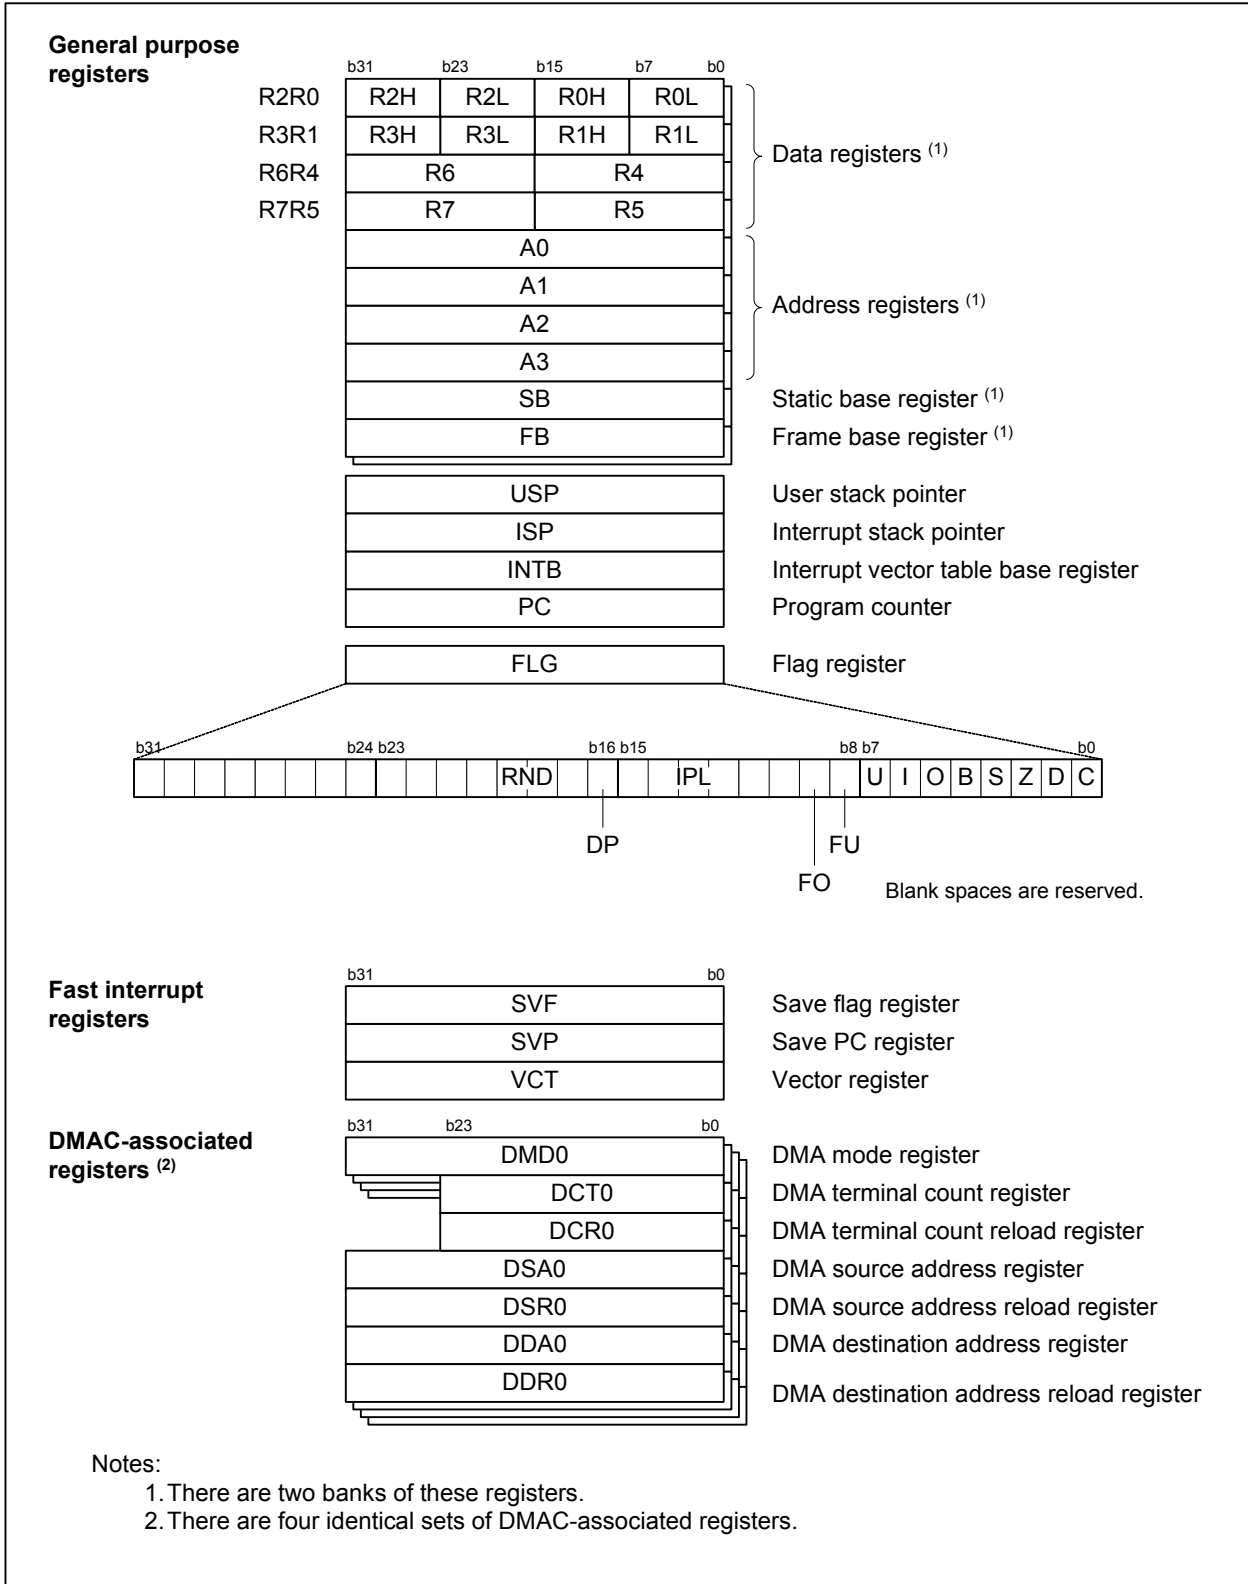 General purpose
registers
b31 b23 b15 b7 b0
R2R0 R2H R2L R0H R0L
R3R1 R3H R3L R1H R1L
Data registers (1)
R6R4 R6 R4
R7R5 R7 R5
A0
A1
Address registers (1)
A2
A3
SB Static base register (1)
FB Frame base register (1)
USP User stack pointer
ISP Interrupt stack pointer
INTB Interrupt vector table base register
PC Program counter
FLG Flag register
b31 b24 b23 b16 b15 b8 b7 b0
RND IPL U I O B S Z D C
DP FU
FO
Blank spaces are reserved.
Fast interrupt
registers
b31 b0
SVF Save flag register
SVP Save PC register
VCT Vector register
DMAC-associated
registers (2)
b31 b23 b0
DMD0 DMA mode register
DCT0 DMA terminal count register
DCR0 DMA terminal count reload register
DSA0 DMA source address register
DSR0 DMA source address reload register
DDA0 DMA destination address register
DDR0 DMA destination address reload register
Notes:
1. There are two banks of these registers.
2. There are four identical sets of DMAC-associated registers.